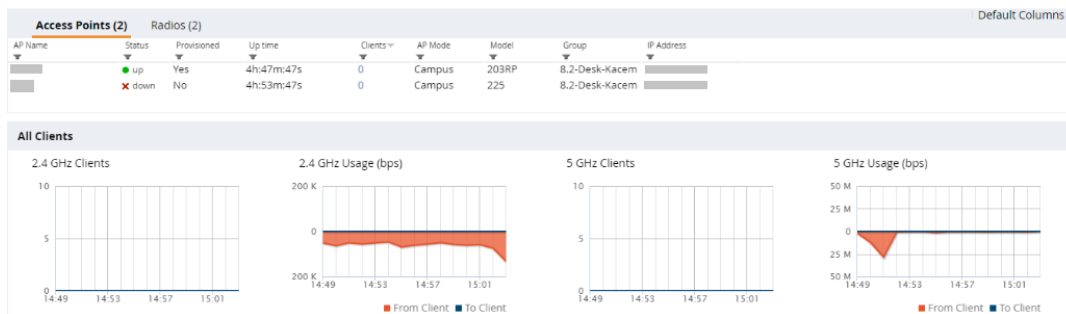 Default Columns
Access Points (2) Radios (2)
AP Name Status Provisioned Up time Clients AP Mode Model Group IP Address
up Yes 4h:47m:47s 0 Campus 203RP 8.2-Desk-Kacem
down No 4h:53m:47s 0 Campus 225 8.2-Desk-Kacem
All Clients
2.4 GHz Clients
10
5
0
14:49 14:53 14:57 15:01
2.4 GHz Usage (bps)
200 K
0
200 K
14:49 14:53 14:57 15:01
From Client To Client
5 GHz Clients
10
5
0
14:49 14:53 14:57 15:01
5 GHz Usage (bps)
50 M
25 M
0
25 M
50 M
14:49 14:53 14:57 15:01
From Client To Client